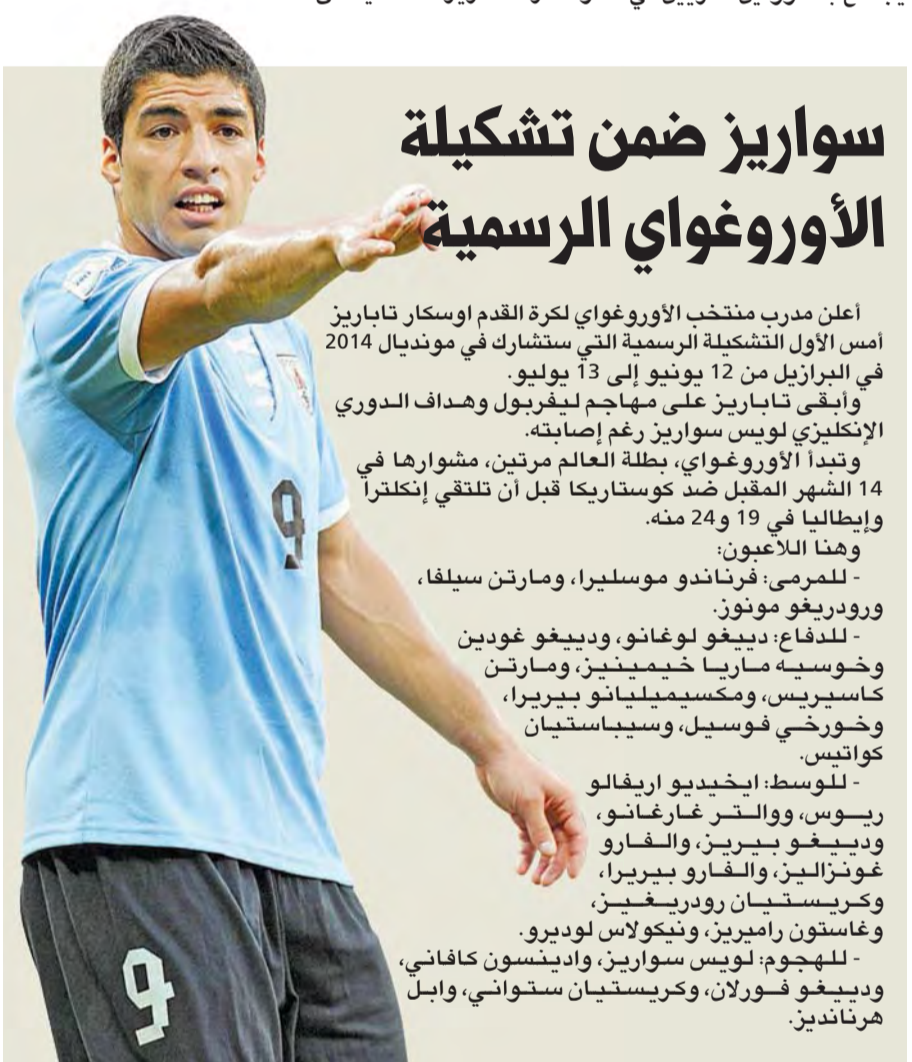 سواريز ضمن تشكيلة
الأوروغواي الرسمية
أعلن مدرب منتخب الأوروغواي لكرة القدم اوسكار تاباريز
أمس الأول التشكيلة الرسمية التي ستشارك في مونديال 2014
في البرازيل من 12 يونيو إلى 13 يوليو.
وأبقى تاباريز على مهاجم ليفربول وهداف الدوري
الإنكليزي لويس سواريز رغم إصابته.
وتبدأ الأوروغواي، بطلة العالم مرتين، مشوارها في
14 الشهر المقبل ضد كوستاريكا قبل أن تلتقي إنكلترا
وإيطاليا في 19 و24 منه.
وهنا اللاعبون:
- للمرمى: فرناندو موسليرا، ومارتن سيلفا،
ورودريغو مونوز.
- للدفاع: دييغو لوغانو، ودييغو غودين
وخوسيه ماريا خيمينيز، ومارتن
كاسيريس، ومكسيميليانو بيريرا،
وخورخي فوسيل، وسيباستيان
كواتيس.
- للوسط: ايخيديو اريفالو
ريوس، ووالتر غارغانو،
ودييغو بيريز، والفارو
غونزاليز، والفارو بيريرا،
وكريستيان رودريغيز،
وغاستون راميريز، ونيكولاس لوديرو.
- للهجوم: لويس سواريز، وادينسون كافاني،
ودييغو فورلان، وكريستيان ستواني، وابل
هرنانديز.
9
9